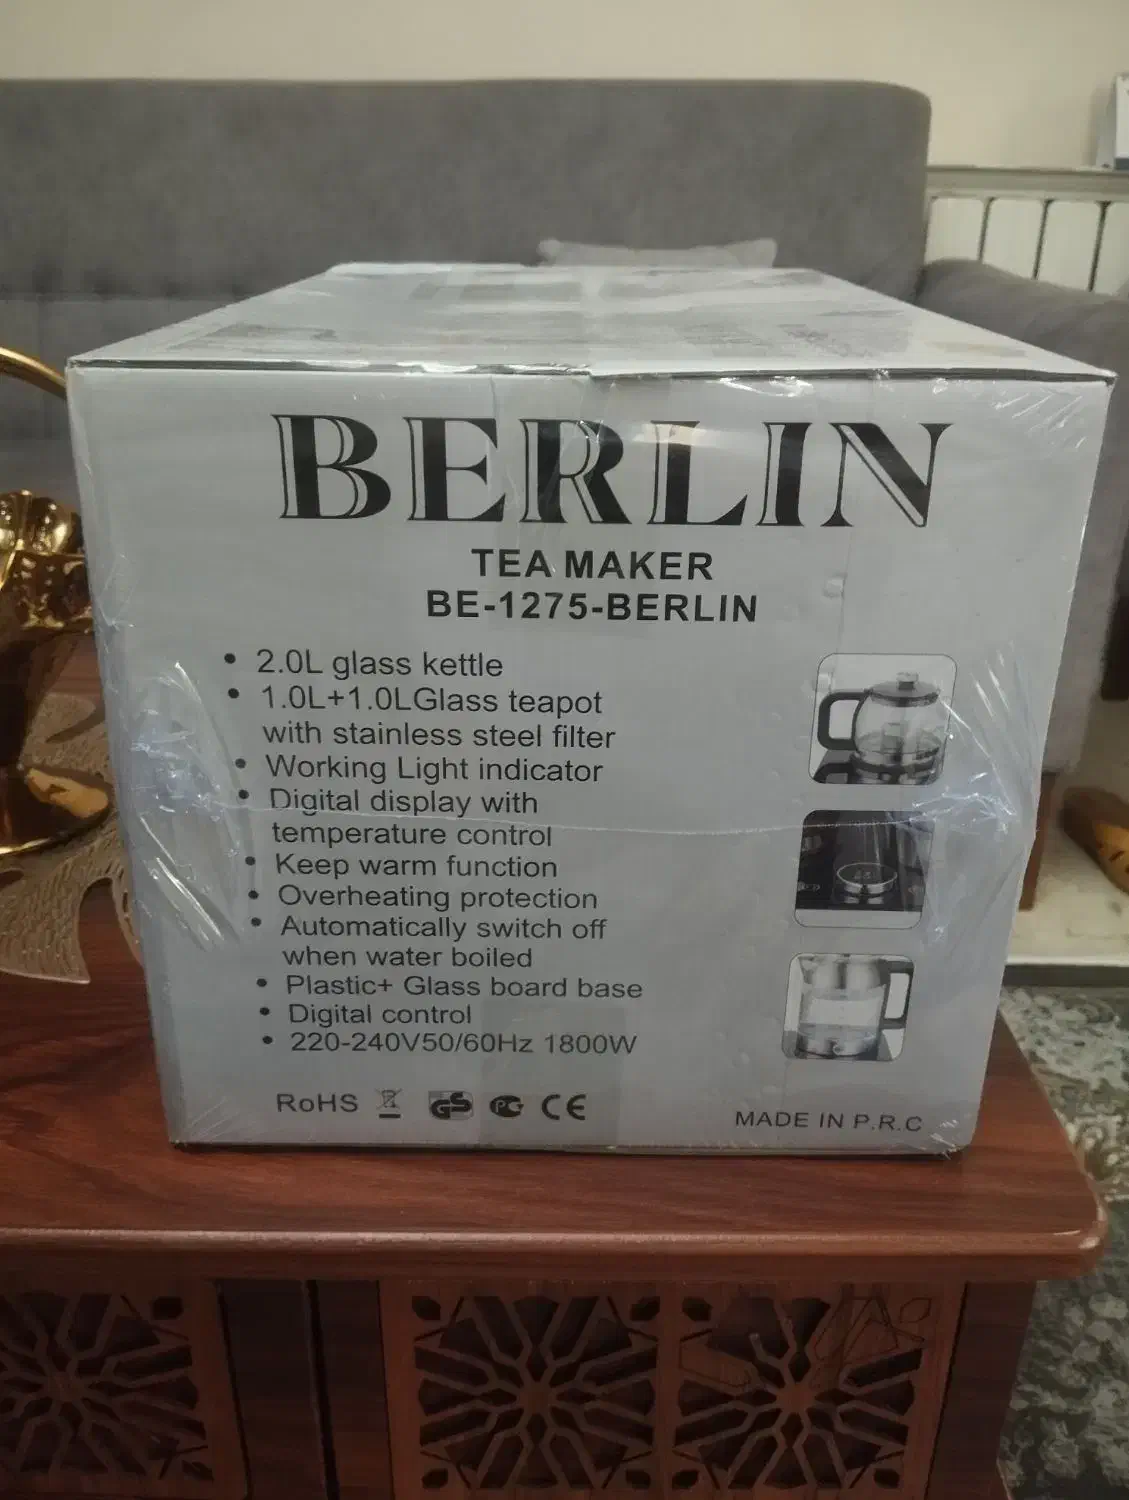 BERLIN
TEA MAKER
BE-1275-BERLIN
• 2.0L glass kettle
• 1.0L+1.0LGlass teapot
with stainless steel filter
• Working Light indicator
• Digital display with
temperature control
• Keep warm function
• Overheating protection
• Automatically switch off
when water boiled
• Plastic+ Glass board base
• Digital control
• 220-240V50/60Hz 1800W
RoHS GS PC CE
MADE IN P.R.C